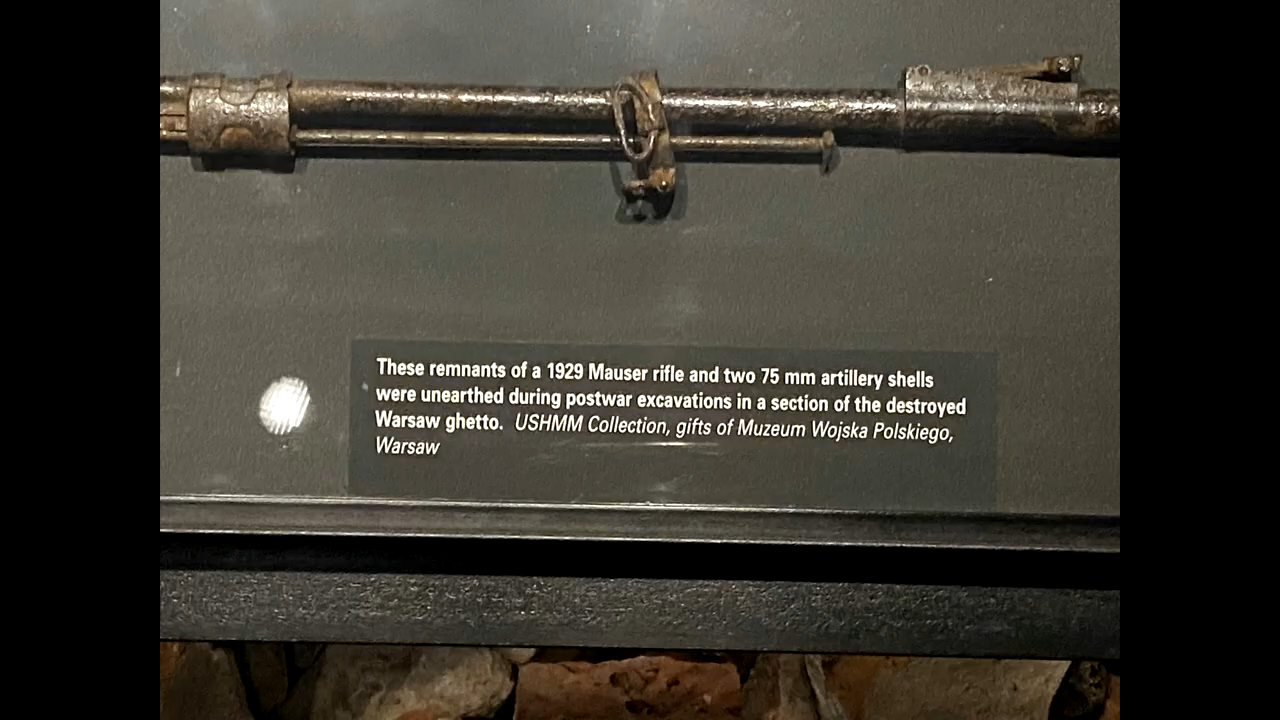 These remnants of a 1929 Mauser rifle and two 75 mm artillery shells
were unearthed during postwar excavations in a section of the destroyed
Warsaw ghetto. USHMM Collection, gifts of Muzeum Wojska Polskiego,
Warsaw